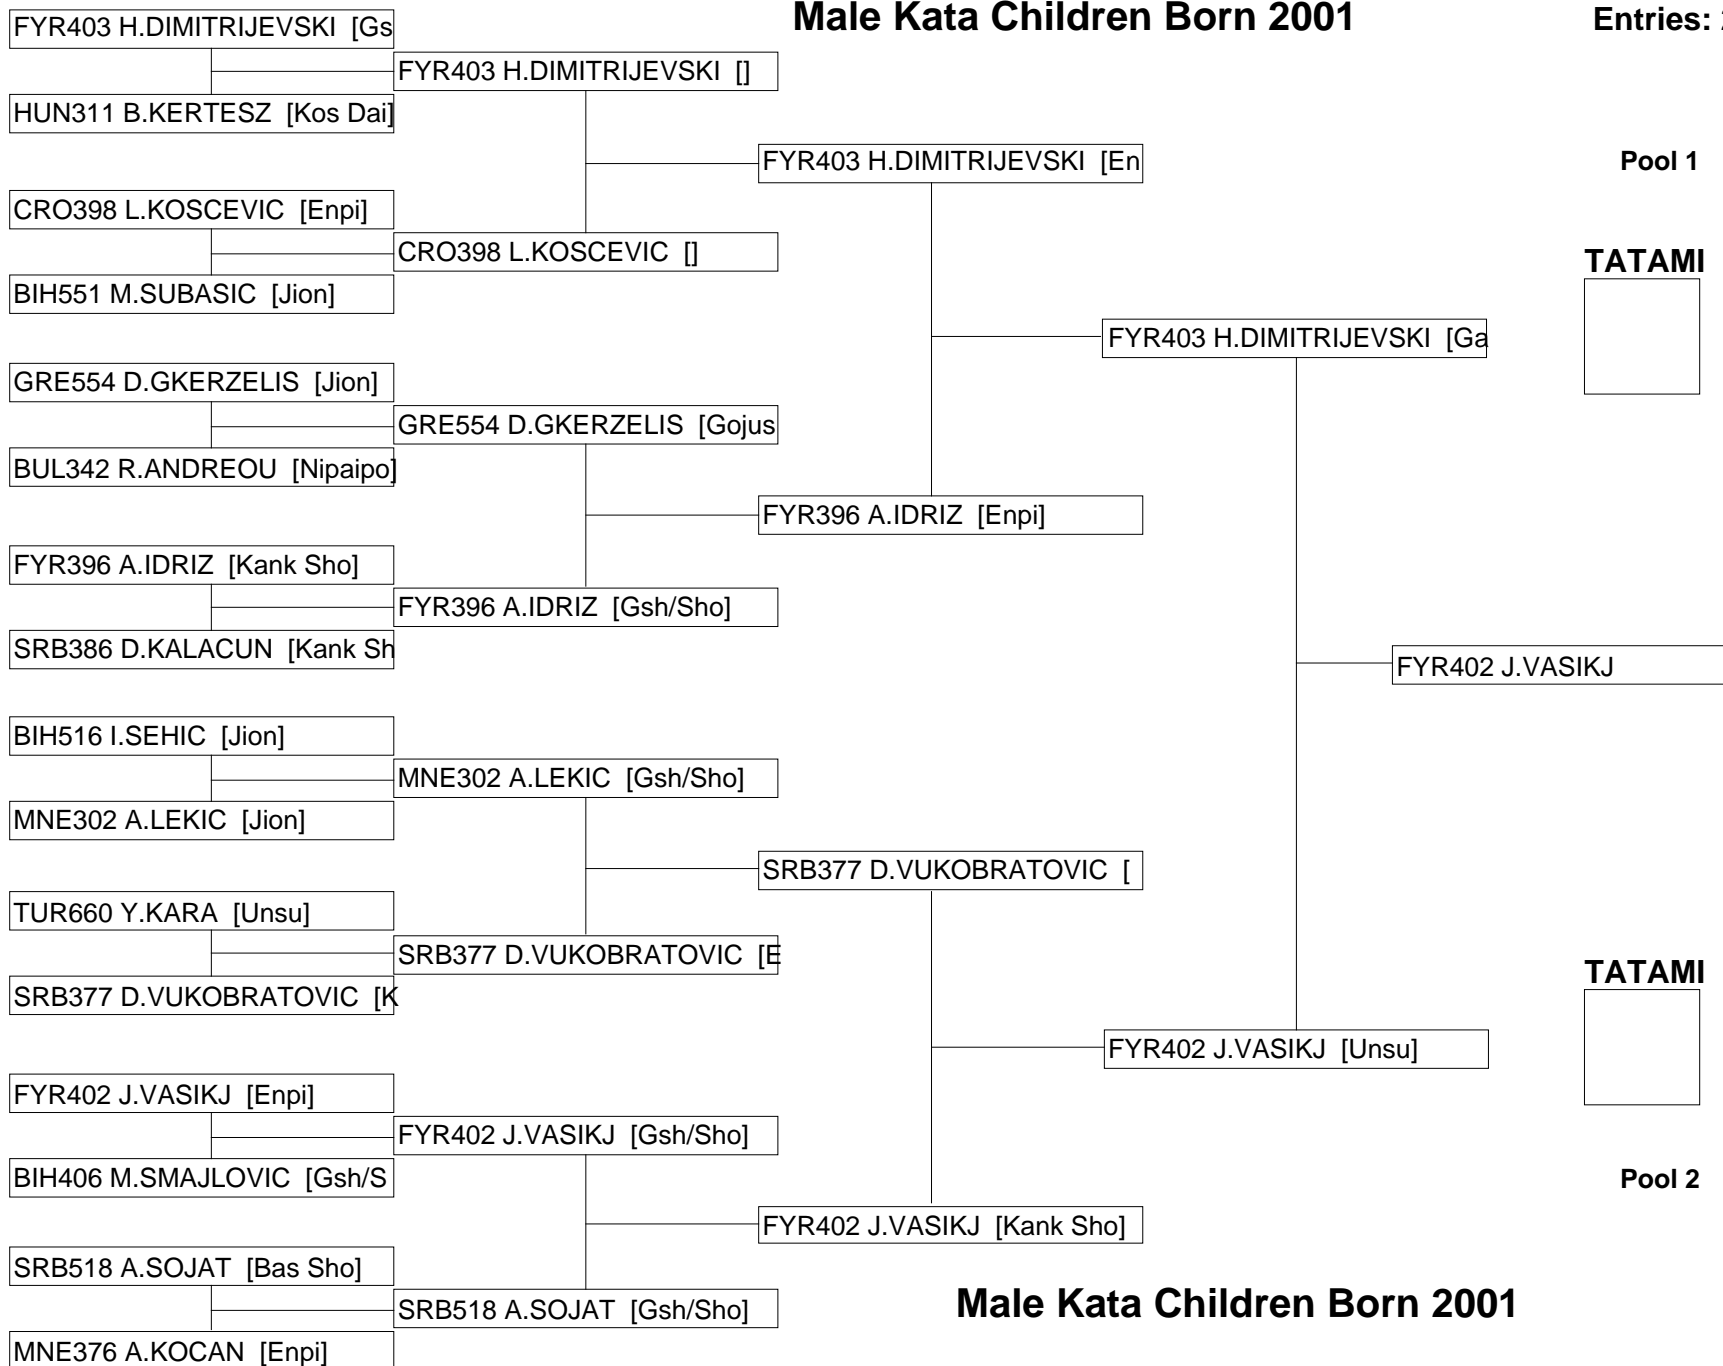 Male Kata Children Born 2001
Entries:
FYR403 H.DIMITRIJEVSKI [Gs
FYR403 H.DIMITRIJEVSKI []
HUN311 B.KERTESZ [Kos Dai]
FYR403 H.DIMITRIJEVSKI [En
Pool 1
CRO398 L.KOSCEVIC [Enpi]
CRO398 L.KOSCEVIC []
TATAMI
BIH551 M.SUBASIC [Jion]
FYR403 H.DIMITRIJEVSKI [Ga
GRE554 D.GKERZELIS [Jion]
GRE554 D.GKERZELIS [Gojus
BUL342 R.ANDREOU [Nipaipo]
FYR396 A.IDRIZ [Enpi]
FYR396 A.IDRIZ [Kank Sho]
FYR396 A.IDRIZ [Gsh/Sho]
SRB386 D.KALACUN [Kank Sh
FYR402 J.VASIKJ
BIH516 I.SEHIC [Jion]
MNE302 A.LEKIC [Gsh/Sho]
MNE302 A.LEKIC [Jion]
SRB377 D.VUKOBRATOVIC [
TUR660 Y.KARA [Unsu]
SRB377 D.VUKOBRATOVIC [E
TATAMI
SRB377 D.VUKOBRATOVIC [K
FYR402 J.VASIKJ [Unsu]
FYR402 J.VASIKJ [Enpi]
FYR402 J.VASIKJ [Gsh/Sho]
BIH406 M.SMAJLOVIC [Gsh/S
Pool 2
FYR402 J.VASIKJ [Kank Sho]
SRB518 A.SOJAT [Bas Sho]
SRB518 A.SOJAT [Gsh/Sho]
Male Kata Children Born 2001
MNE376 A.KOCAN [Enpi]